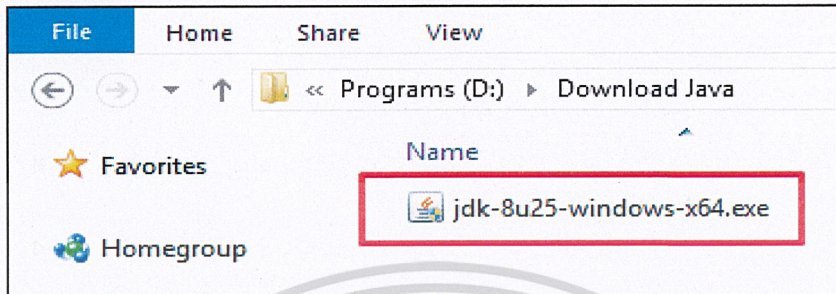 File Home Share View
« Programs (D:) Download Java
Name
Favorites
jdk-8u25-windows-x64.exe
Homegroup